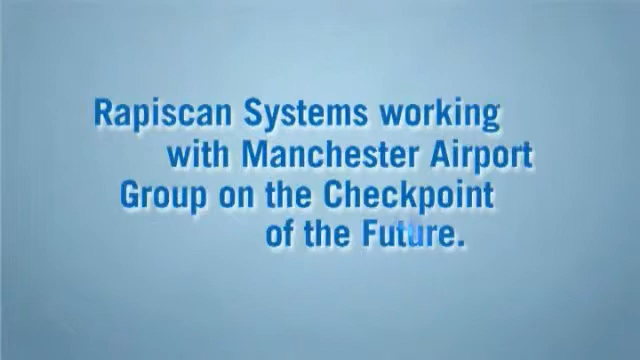 Rapiscan Systems working
with Manchester Airport
Group on the Checkpoint
of the Future.